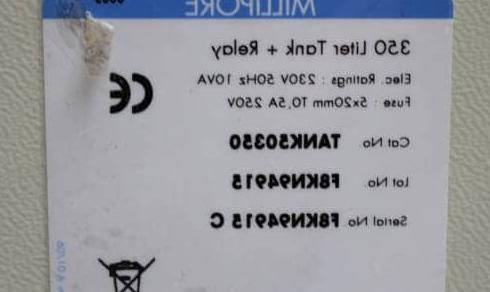 MILLIPORE
350 Liter Tank + Relay
Elec. Ratings : 230V 50Hz 10VA
Fuse : 5x20mm T0,5A 250V
CE
Cat No. TANK50350
Lot No. F8KN94915
Serial No. F8KN94915 C